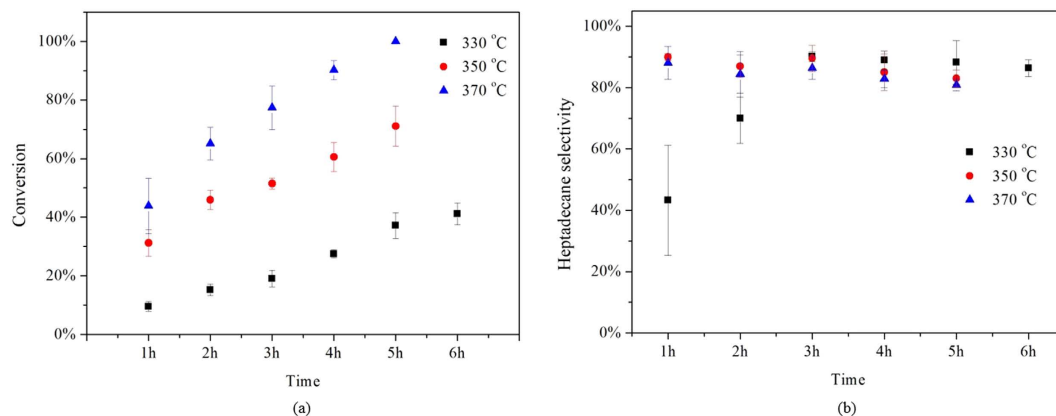 100%
80%
60%
40%
20%
0%
Conversion
330 °C
350 °C
370 °C
1h
2h
3h
4h
5h
6h
Time
(a)
100%
80%
60%
40%
20%
0%
Heptadecane selectivity
330 °C
350 °C
370 °C
1h
2h
3h
4h
5h
6h
Time
(b)